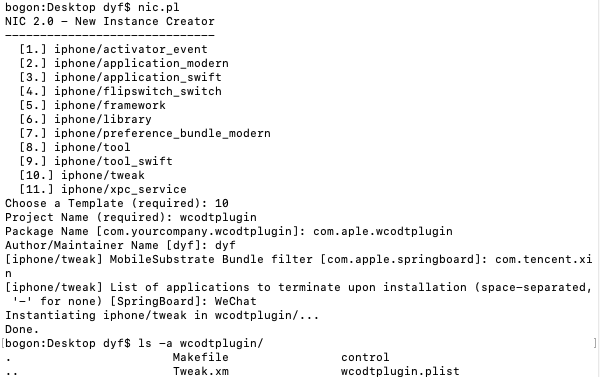 bogon:Desktop dyf$ nic.pl
NIC 2.0 - New Instance Creator
------------------------------
[1.] iphone/activator_event
[2.] iphone/application_modern
[3.] iphone/application_swift
[4.] iphone/flipswitch_switch
[5.] iphone/framework
[6.] iphone/library
[7.] iphone/preference_bundle_modern
[8.] iphone/tool
[9.] iphone/tool_swift
[10.] iphone/tweak
[11.] iphone/xpc_service
Choose a Template (required): 10
Project Name (required): wcodtplugin
Package Name [com.yourcompany.wcodtplugin]: com.aple.wcodtplugin
Author/Maintainer Name [dyf]: dyf
[iphone/tweak] MobileSubstrate Bundle filter [com.apple.springboard]: com.tencent.xi
n
[iphone/tweak] List of applications to terminate upon installation (space-separated,
'-' for none) [SpringBoard]: WeChat
Instantiating iphone/tweak in wcodtplugin/...
Done.
[bogon:Desktop dyf$ ls -a wcodtplugin/ ]
. Makefile control
.. Tweak.xm wcodtplugin.plist